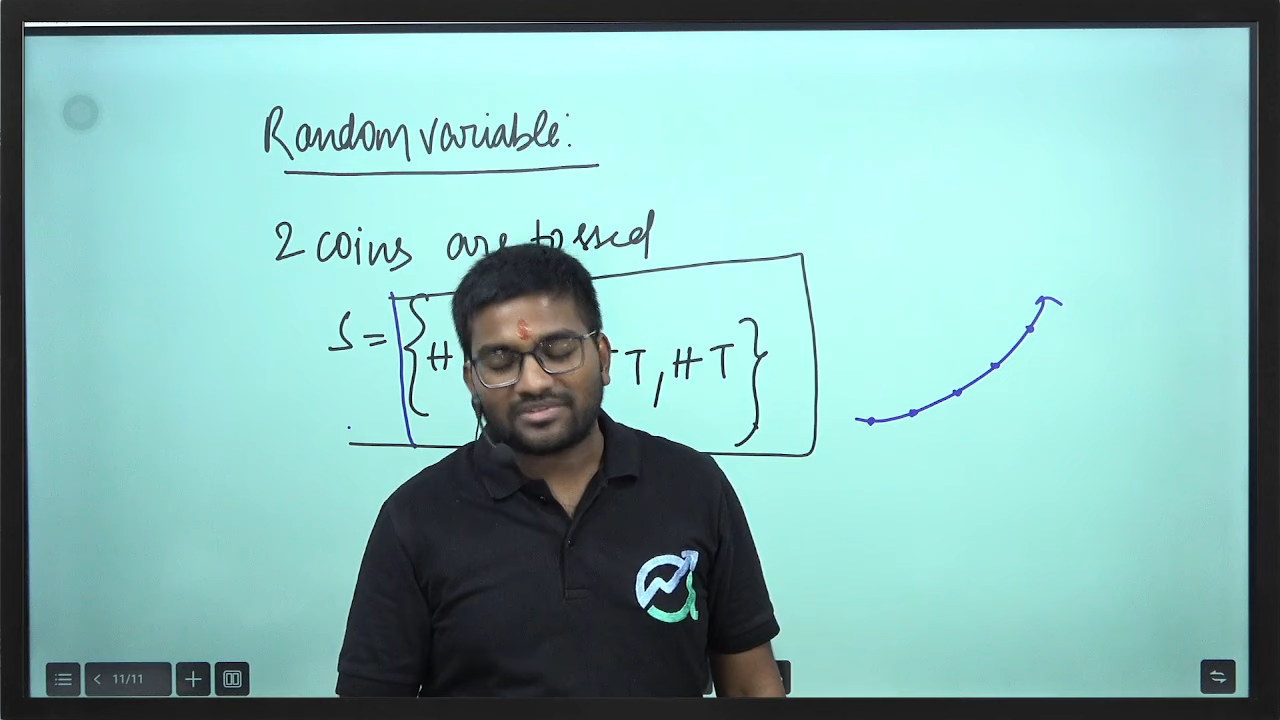 Random variable:
2 coins are tossed
S = { H T, HT }
11/11